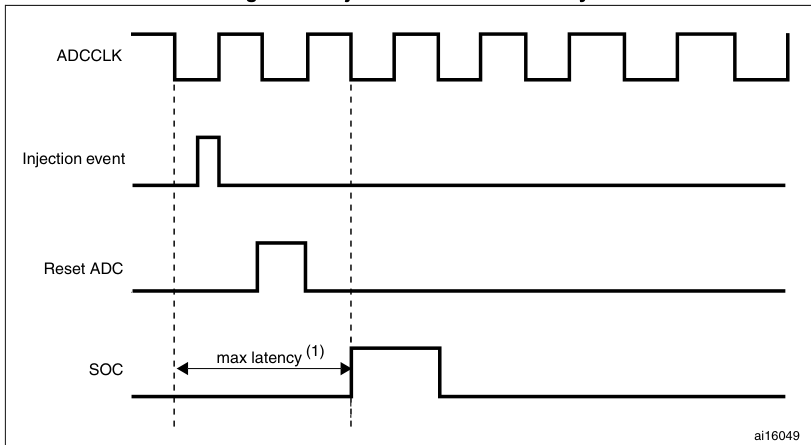 ADCCLK
Injection event
Reset ADC
max latency (1)
SOC
ai16049